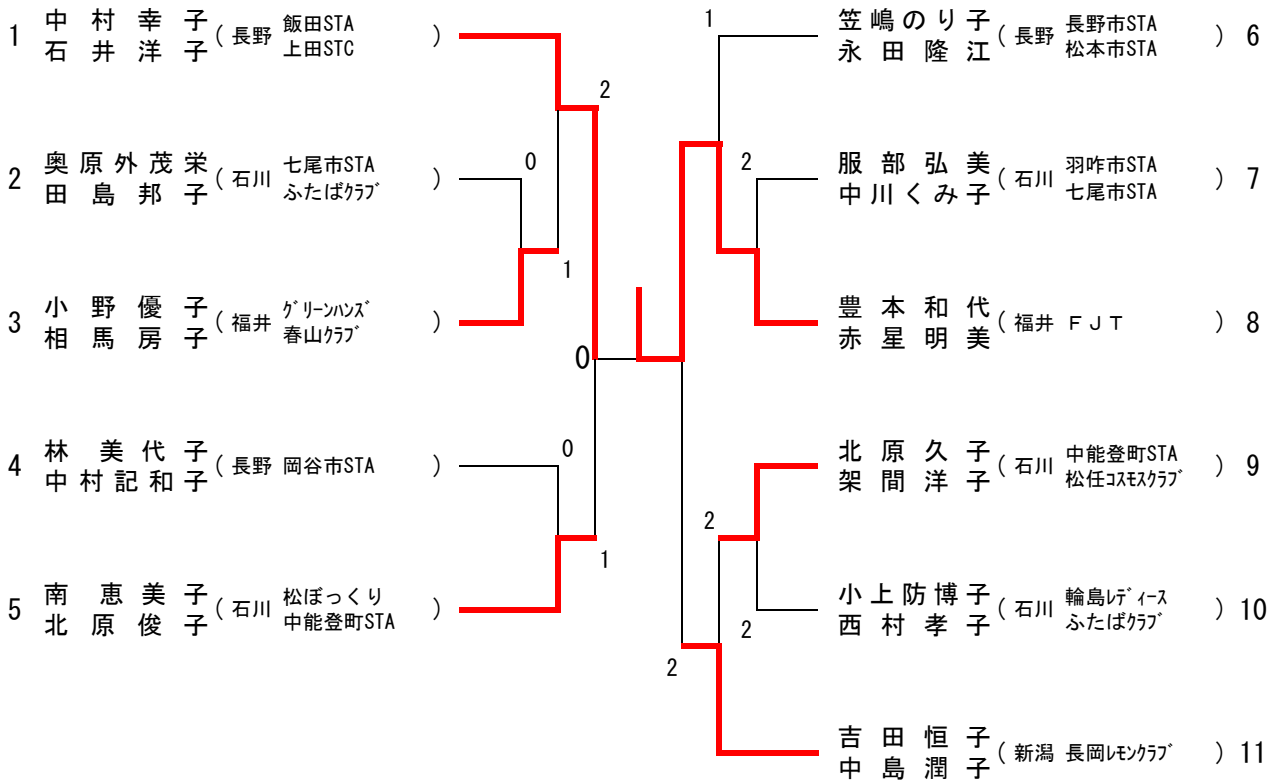 1 中村幸子 石井洋子 ( 長野 飯田STA 上田STC )
2 奥原外茂栄 田島邦子 ( 石川 七尾市STA ふたばｸﾗﾌﾞ )
3 小野優子 相馬房子 ( 福井 ｸﾞﾘｰﾝﾊﾝｽﾞ 春山クラブ )
4 林美代子 中村記和子 ( 長野 岡谷市STA )
5 南恵美子 北原俊子 ( 石川 松ぼっくり 中能登町STA )
2
0
1
0
0
1
1
2
2
2
2
笠嶋のり子 永田隆江 ( 長野 長野市STA 松本市STA ) 6
服部弘美 中川くみ子 ( 石川 羽咋市STA 七尾市STA ) 7
豊本和代 赤星明美 ( 福井 ＦＪＴ ) 8
北原久子 架間洋子 ( 石川 中能登町STA 松任ｺｽﾓｽｸﾗﾌﾞ ) 9
小上防博子 西村孝子 ( 石川 輪島ﾚﾃﾞｨｰｽ ふたばｸﾗﾌﾞ ) 10
吉田恒子 中島潤子 ( 新潟 長岡ﾚﾓﾝｸﾗﾌﾞ ) 11